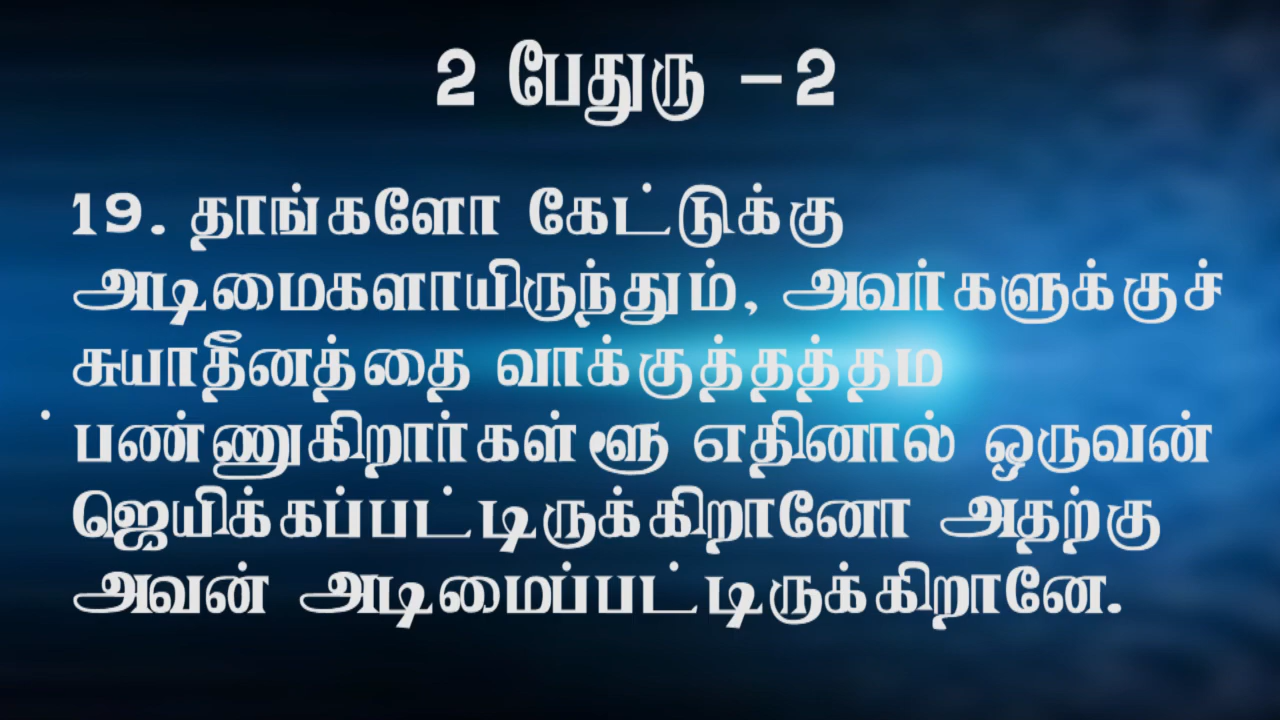 2 பேதுரு -2
19. தாங்களோ கேட்டுக்கு
அடிமைகளாயிருந்தும், அவர்களுக்குச்
சுயாதீனத்தை வாக்குத்தத்தம
பண்ணுகிறார்கள்ளூ எதினால் ஒருவன்
ஜெயிக்கப்பட்டிருக்கிறானோ அதற்கு
அவன் அடிமைப்பட்டிருக்கிறானே.